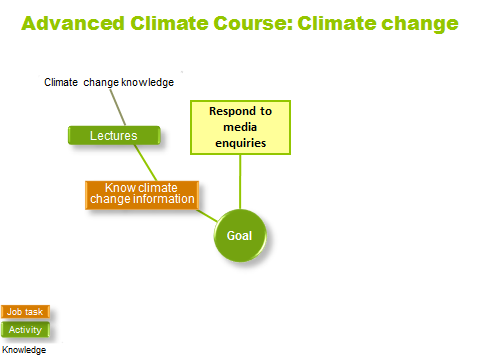 Advanced Climate Course: Climate change
Climate change knowledge
Respond to
media
enquiries
Lectures
Know climate
change information
Goal
Job task
Activity
Knowledge